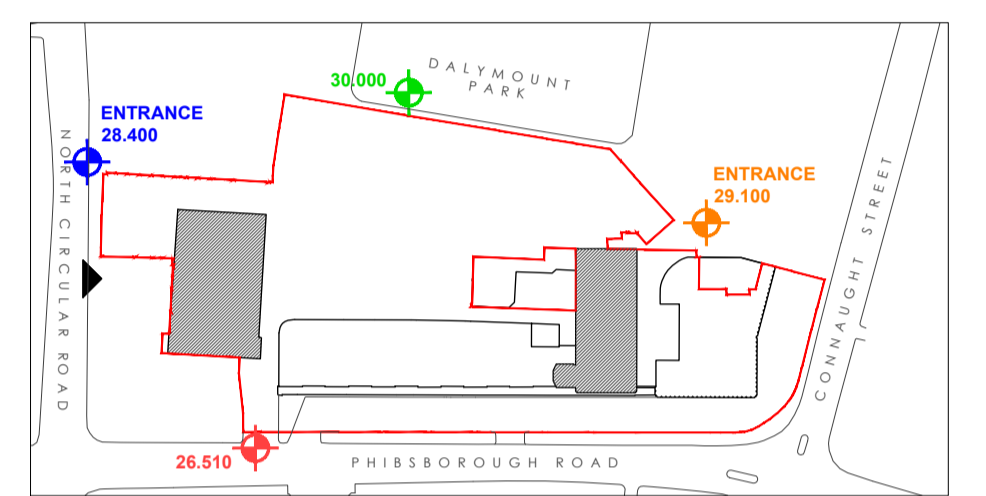 DALYMOUNT
PARK
30.000
ENTRANCE
28.400
NORTH CIRCULAR ROAD
ENTRANCE
29.100
CONNAUGHT STREET
26.510
PHIBSBOROUGH ROAD